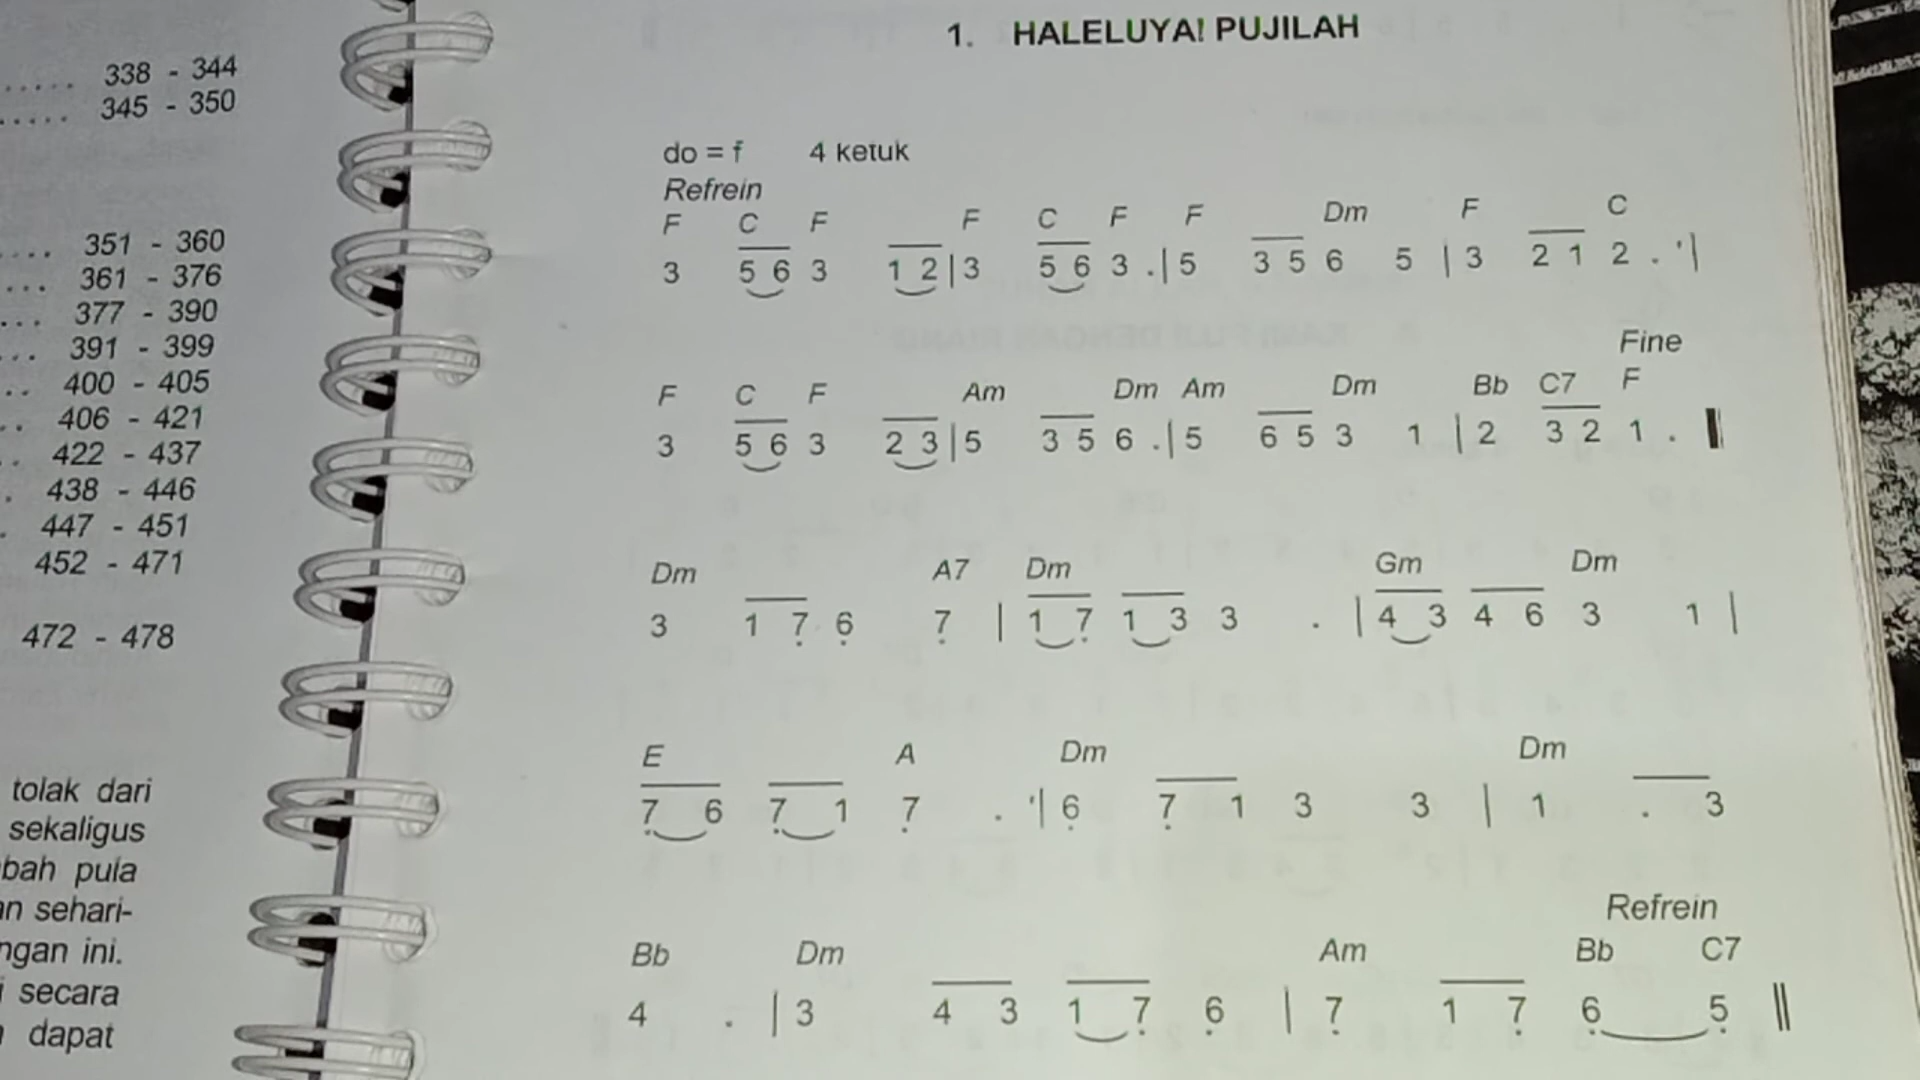 ..... 338 - 344
..... 345 - 350
.... 351 - 360
... 361 - 376
... 377 - 390
... 391 - 399
.. 400 - 405
.. 406 - 421
. 422 - 437
. 438 - 446
. 447 - 451
452 - 471
472 - 478
tolak dari
sekaligus
bah pula
an sehari-
ngan ini.
secara
dapat
1. HALELUYA! PUJILAH
do = f 4 ketuk
Refrein
F C F F C F F Dm F C
3 5 6 3 1 2 | 3 5 6 3 . | 5 3 5 6 5 | 3 2 1 2 . ' |
Fine
F C F Am Dm Am Dm Bb C7 F
3 5 6 3 2 3 | 5 3 5 6 . | 5 6 5 3 1 | 2 3 2 1 . ||
Dm A7 Dm Gm Dm
3 1 7̣ 6̣ 7̣ | 1 7̣ 1 3 3 . | 4 3 4 6 3 1 |
E A Dm Dm
7̣ 6 7̣ 1 7̣ . ' | 6̣ 7̣ 1 3 3 | 1 . 3
Refrein
Bb Dm Am Bb C7
4 . | 3 4 3 1 7̣ 6̣ | 7̣ 1 7̣ 6̣ 5̣ ||